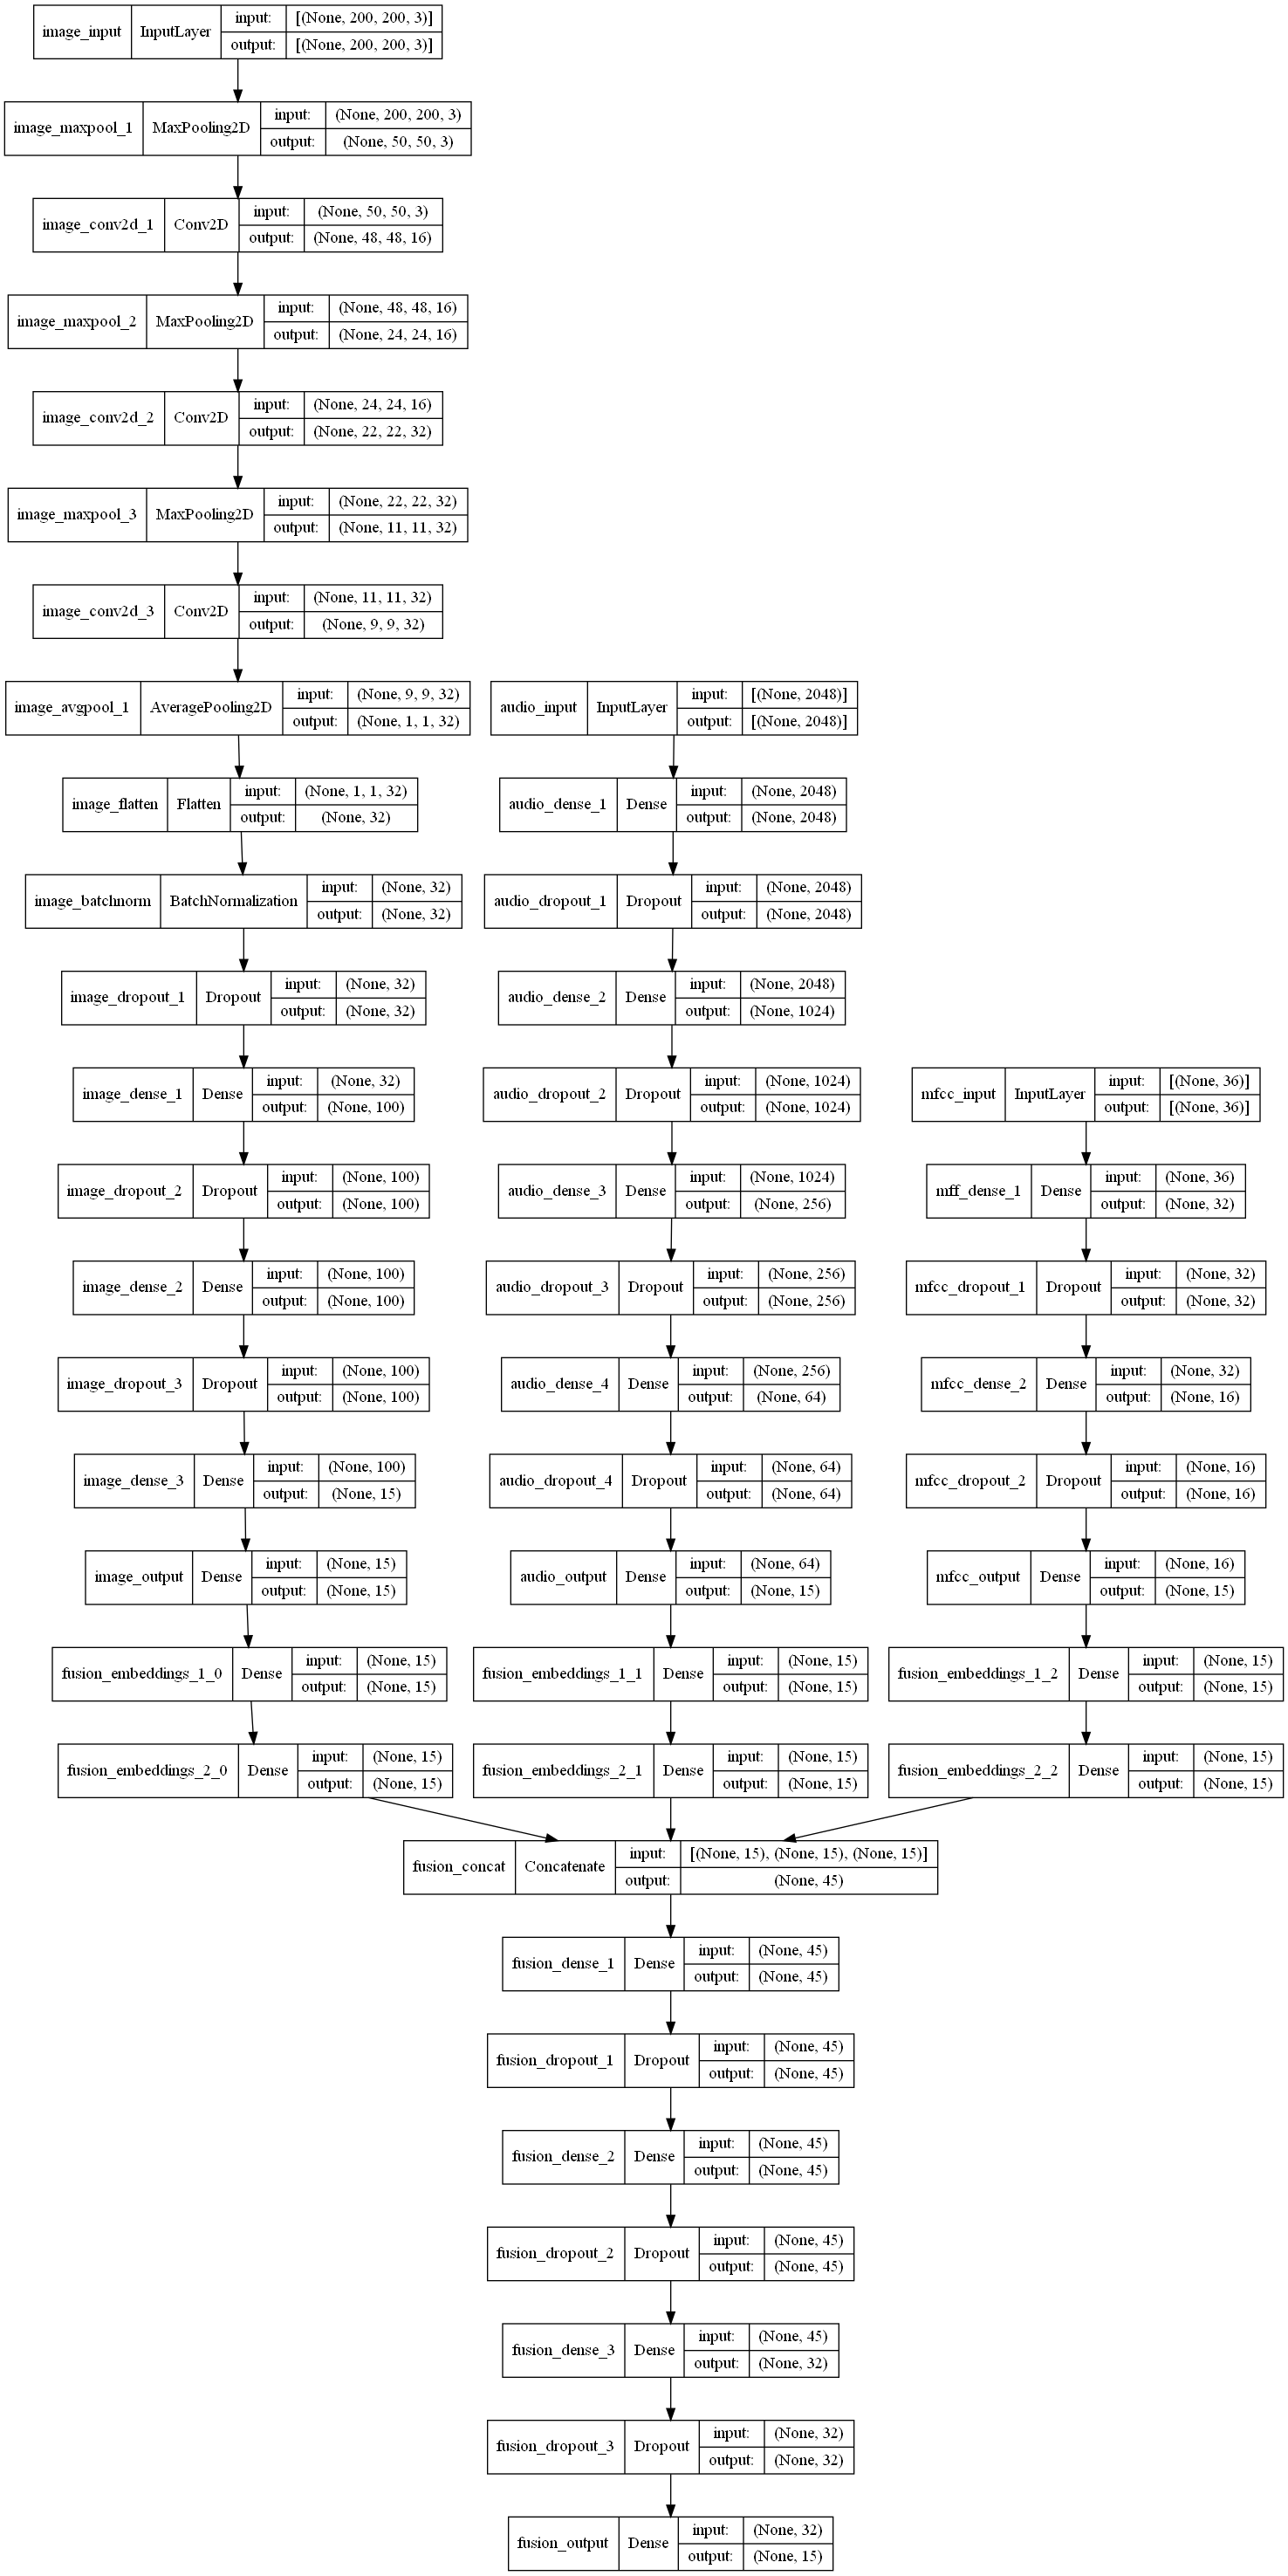 image_input InputLayer input: [(None, 200, 200, 3)]
output: [(None, 200, 200, 3)]
image_maxpool_1 MaxPooling2D input: (None, 200, 200, 3)
output: (None, 50, 50, 3)
image_conv2d_1 Conv2D input: (None, 50, 50, 3)
output: (None, 48, 48, 16)
image_maxpool_2 MaxPooling2D input: (None, 48, 48, 16)
output: (None, 24, 24, 16)
image_conv2d_2 Conv2D input: (None, 24, 24, 16)
output: (None, 22, 22, 32)
image_maxpool_3 MaxPooling2D input: (None, 22, 22, 32)
output: (None, 11, 11, 32)
image_conv2d_3 Conv2D input: (None, 11, 11, 32)
output: (None, 9, 9, 32)
image_avgpool_1 AveragePooling2D input: (None, 9, 9, 32)
output: (None, 1, 1, 32)
image_flatten Flatten input: (None, 1, 1, 32)
output: (None, 32)
image_batchnorm BatchNormalization input: (None, 32)
output: (None, 32)
image_dropout_1 Dropout input: (None, 32)
output: (None, 32)
image_dense_1 Dense input: (None, 32)
output: (None, 100)
image_dropout_2 Dropout input: (None, 100)
output: (None, 100)
image_dense_2 Dense input: (None, 100)
output: (None, 100)
image_dropout_3 Dropout input: (None, 100)
output: (None, 100)
image_dense_3 Dense input: (None, 100)
output: (None, 15)
image_output Dense input: (None, 15)
output: (None, 15)
fusion_embeddings_1_0 Dense input: (None, 15)
output: (None, 15)
fusion_embeddings_2_0 Dense input: (None, 15)
output: (None, 15)
audio_input InputLayer input: [(None, 2048)]
output: [(None, 2048)]
audio_dense_1 Dense input: (None, 2048)
output: (None, 2048)
audio_dropout_1 Dropout input: (None, 2048)
output: (None, 2048)
audio_dense_2 Dense input: (None, 2048)
output: (None, 1024)
audio_dropout_2 Dropout input: (None, 1024)
output: (None, 1024)
audio_dense_3 Dense input: (None, 1024)
output: (None, 256)
audio_dropout_3 Dropout input: (None, 256)
output: (None, 256)
audio_dense_4 Dense input: (None, 256)
output: (None, 64)
audio_dropout_4 Dropout input: (None, 64)
output: (None, 64)
audio_output Dense input: (None, 64)
output: (None, 15)
fusion_embeddings_1_1 Dense input: (None, 15)
output: (None, 15)
fusion_embeddings_2_1 Dense input: (None, 15)
output: (None, 15)
mfcc_input InputLayer input: [(None, 36)]
output: [(None, 36)]
mff_dense_1 Dense input: (None, 36)
output: (None, 32)
mfcc_dropout_1 Dropout input: (None, 32)
output: (None, 32)
mfcc_dense_2 Dense input: (None, 32)
output: (None, 16)
mfcc_dropout_2 Dropout input: (None, 16)
output: (None, 16)
mfcc_output Dense input: (None, 16)
output: (None, 15)
fusion_embeddings_1_2 Dense input: (None, 15)
output: (None, 15)
fusion_embeddings_2_2 Dense input: (None, 15)
output: (None, 15)
fusion_concat Concatenate input: [(None, 15), (None, 15), (None, 15)]
output: (None, 45)
fusion_dense_1 Dense input: (None, 45)
output: (None, 45)
fusion_dropout_1 Dropout input: (None, 45)
output: (None, 45)
fusion_dense_2 Dense input: (None, 45)
output: (None, 45)
fusion_dropout_2 Dropout input: (None, 45)
output: (None, 45)
fusion_dense_3 Dense input: (None, 45)
output: (None, 32)
fusion_dropout_3 Dropout input: (None, 32)
output: (None, 32)
fusion_output Dense input: (None, 32)
output: (None, 15)